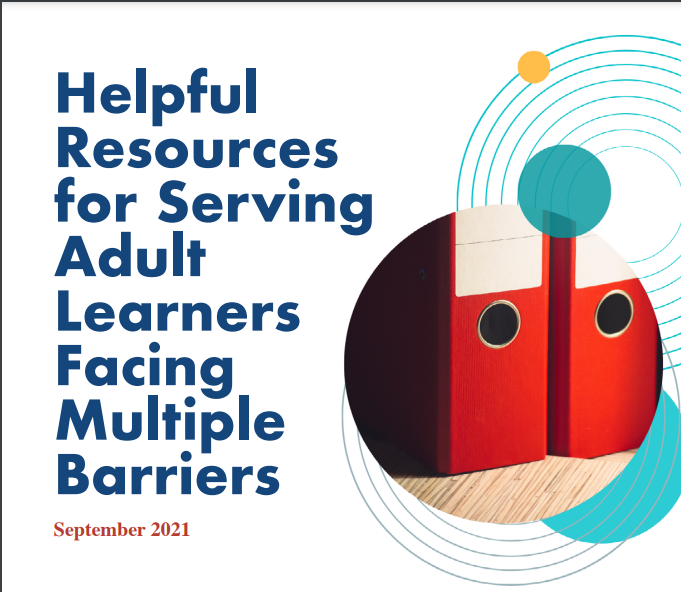 Helpful
Resources
for Serving
Adult
Learners
Facing
Multiple
Barriers
September 2021